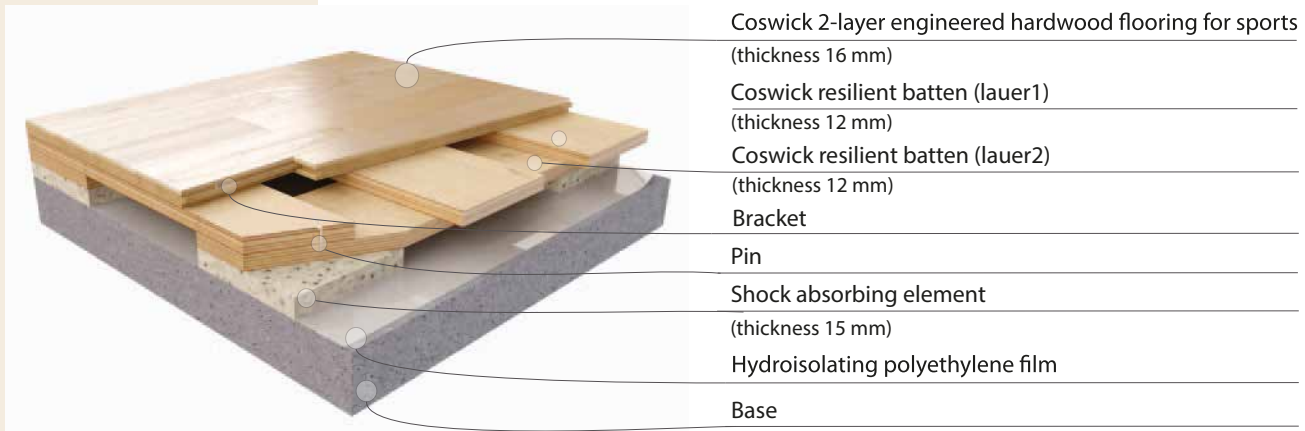 Coswick 2-layer engineered hardwood flooring for sports
(thickness 16 mm)
Coswick resilient batten (lauer1)
(thickness 12 mm)
Coswick resilient batten (lauer2)
(thickness 12 mm)
Bracket
Pin
Shock absorbing element
(thickness 15 mm)
Hydroisolating polyethylene film
Base